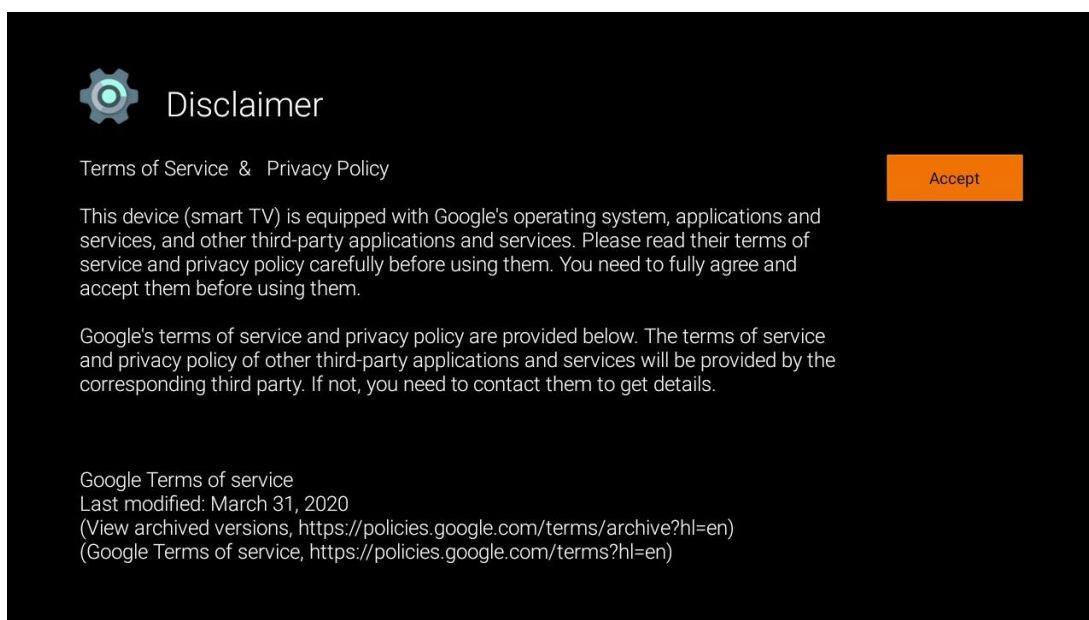 Disclaimer
Terms of Service & Privacy Policy
Accept
This device (smart TV) is equipped with Google's operating system, applications and
services, and other third-party applications and services. Please read their terms of
service and privacy policy carefully before using them. You need to fully agree and
accept them before using them.
Google's terms of service and privacy policy are provided below. The terms of service
and privacy policy of other third-party applications and services will be provided by the
corresponding third party. If not, you need to contact them to get details.
Google Terms of service
Last modified: March 31, 2020
(View archived versions, https://policies.google.com/terms/archive?hl=en)
(Google Terms of service, https://policies.google.com/terms?hl=en)